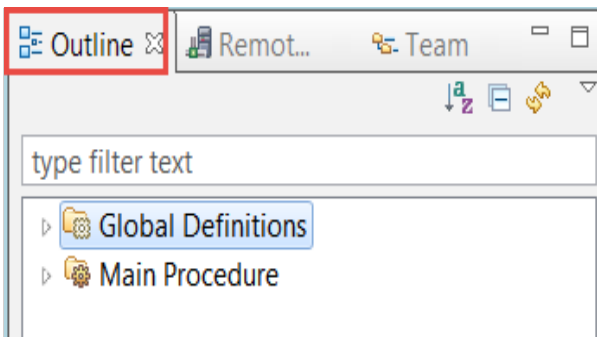 Outline Remot... Team
a
z
type filter text
Global Definitions
Main Procedure